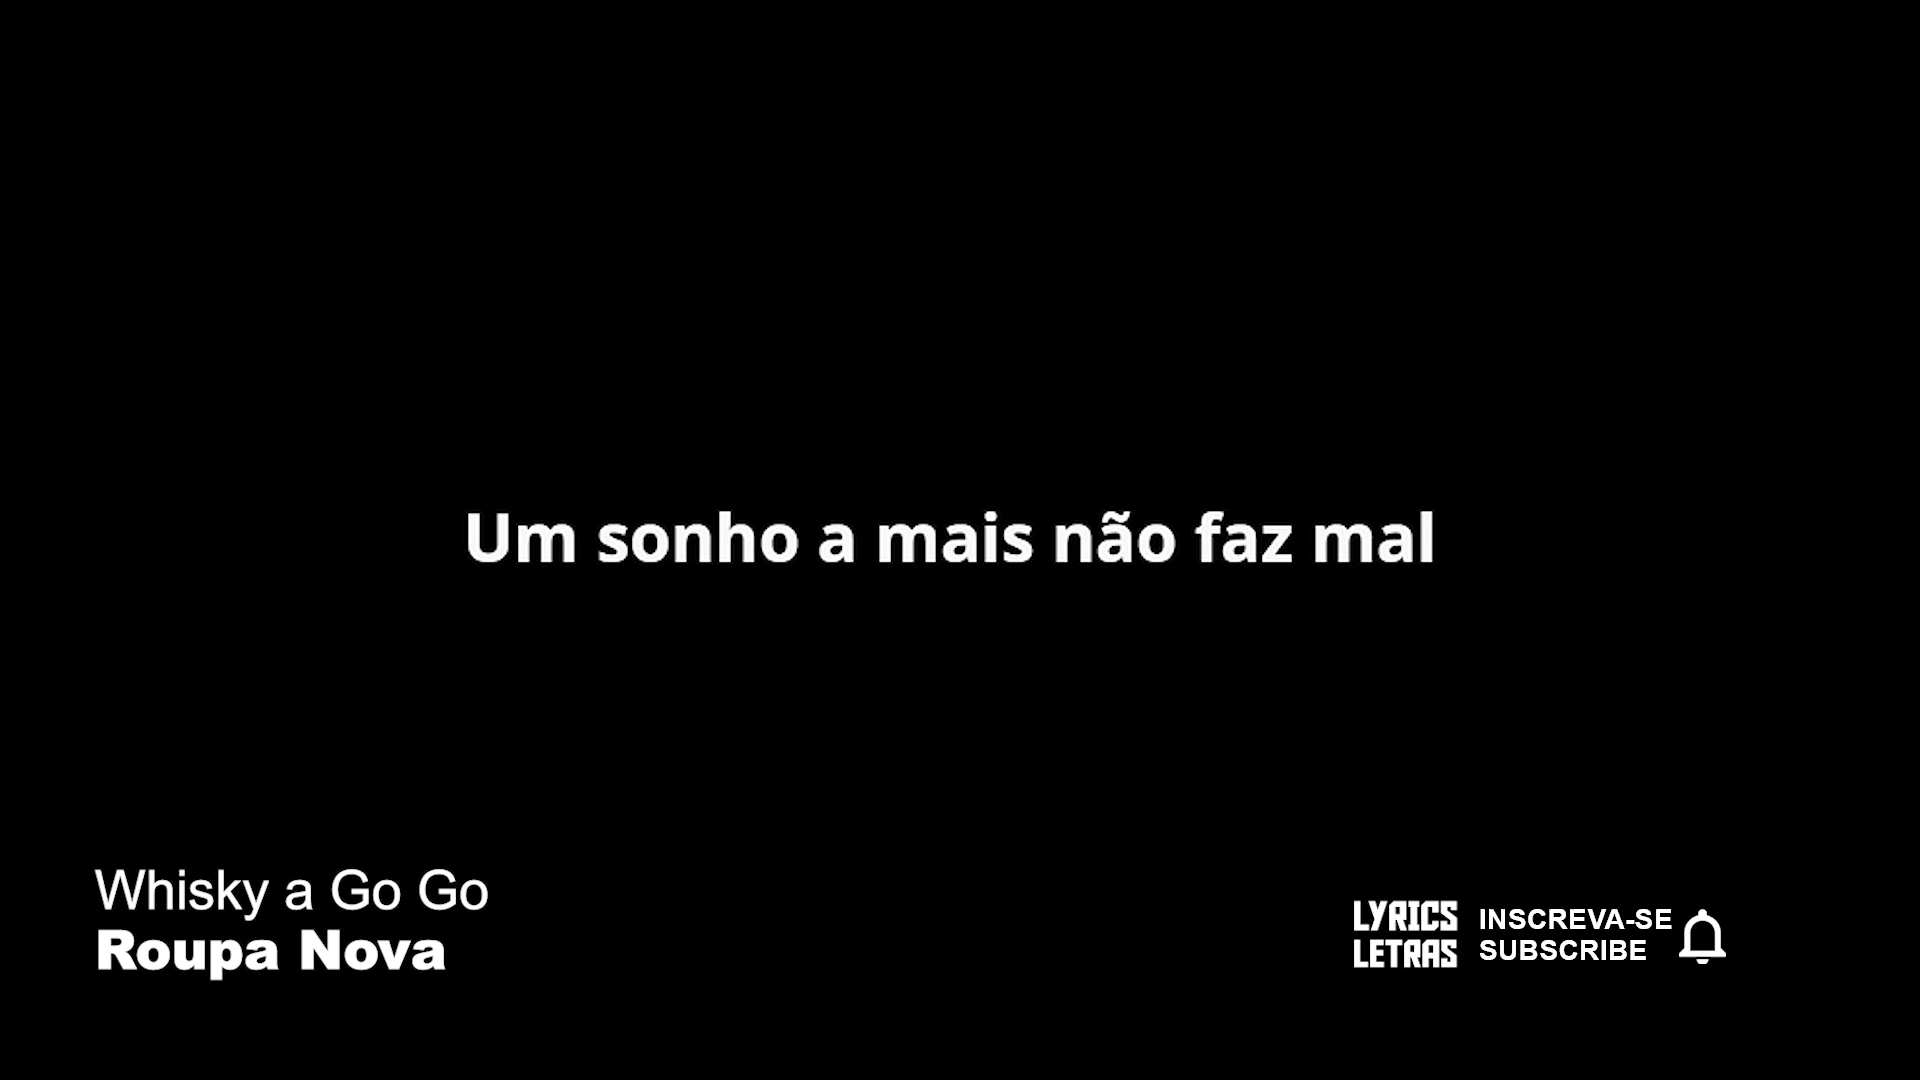 Um sonho a mais não faz mal
Whisky a Go Go
Roupa Nova
LYRICS
LETRAS
INSCREVA-SE
SUBSCRIBE